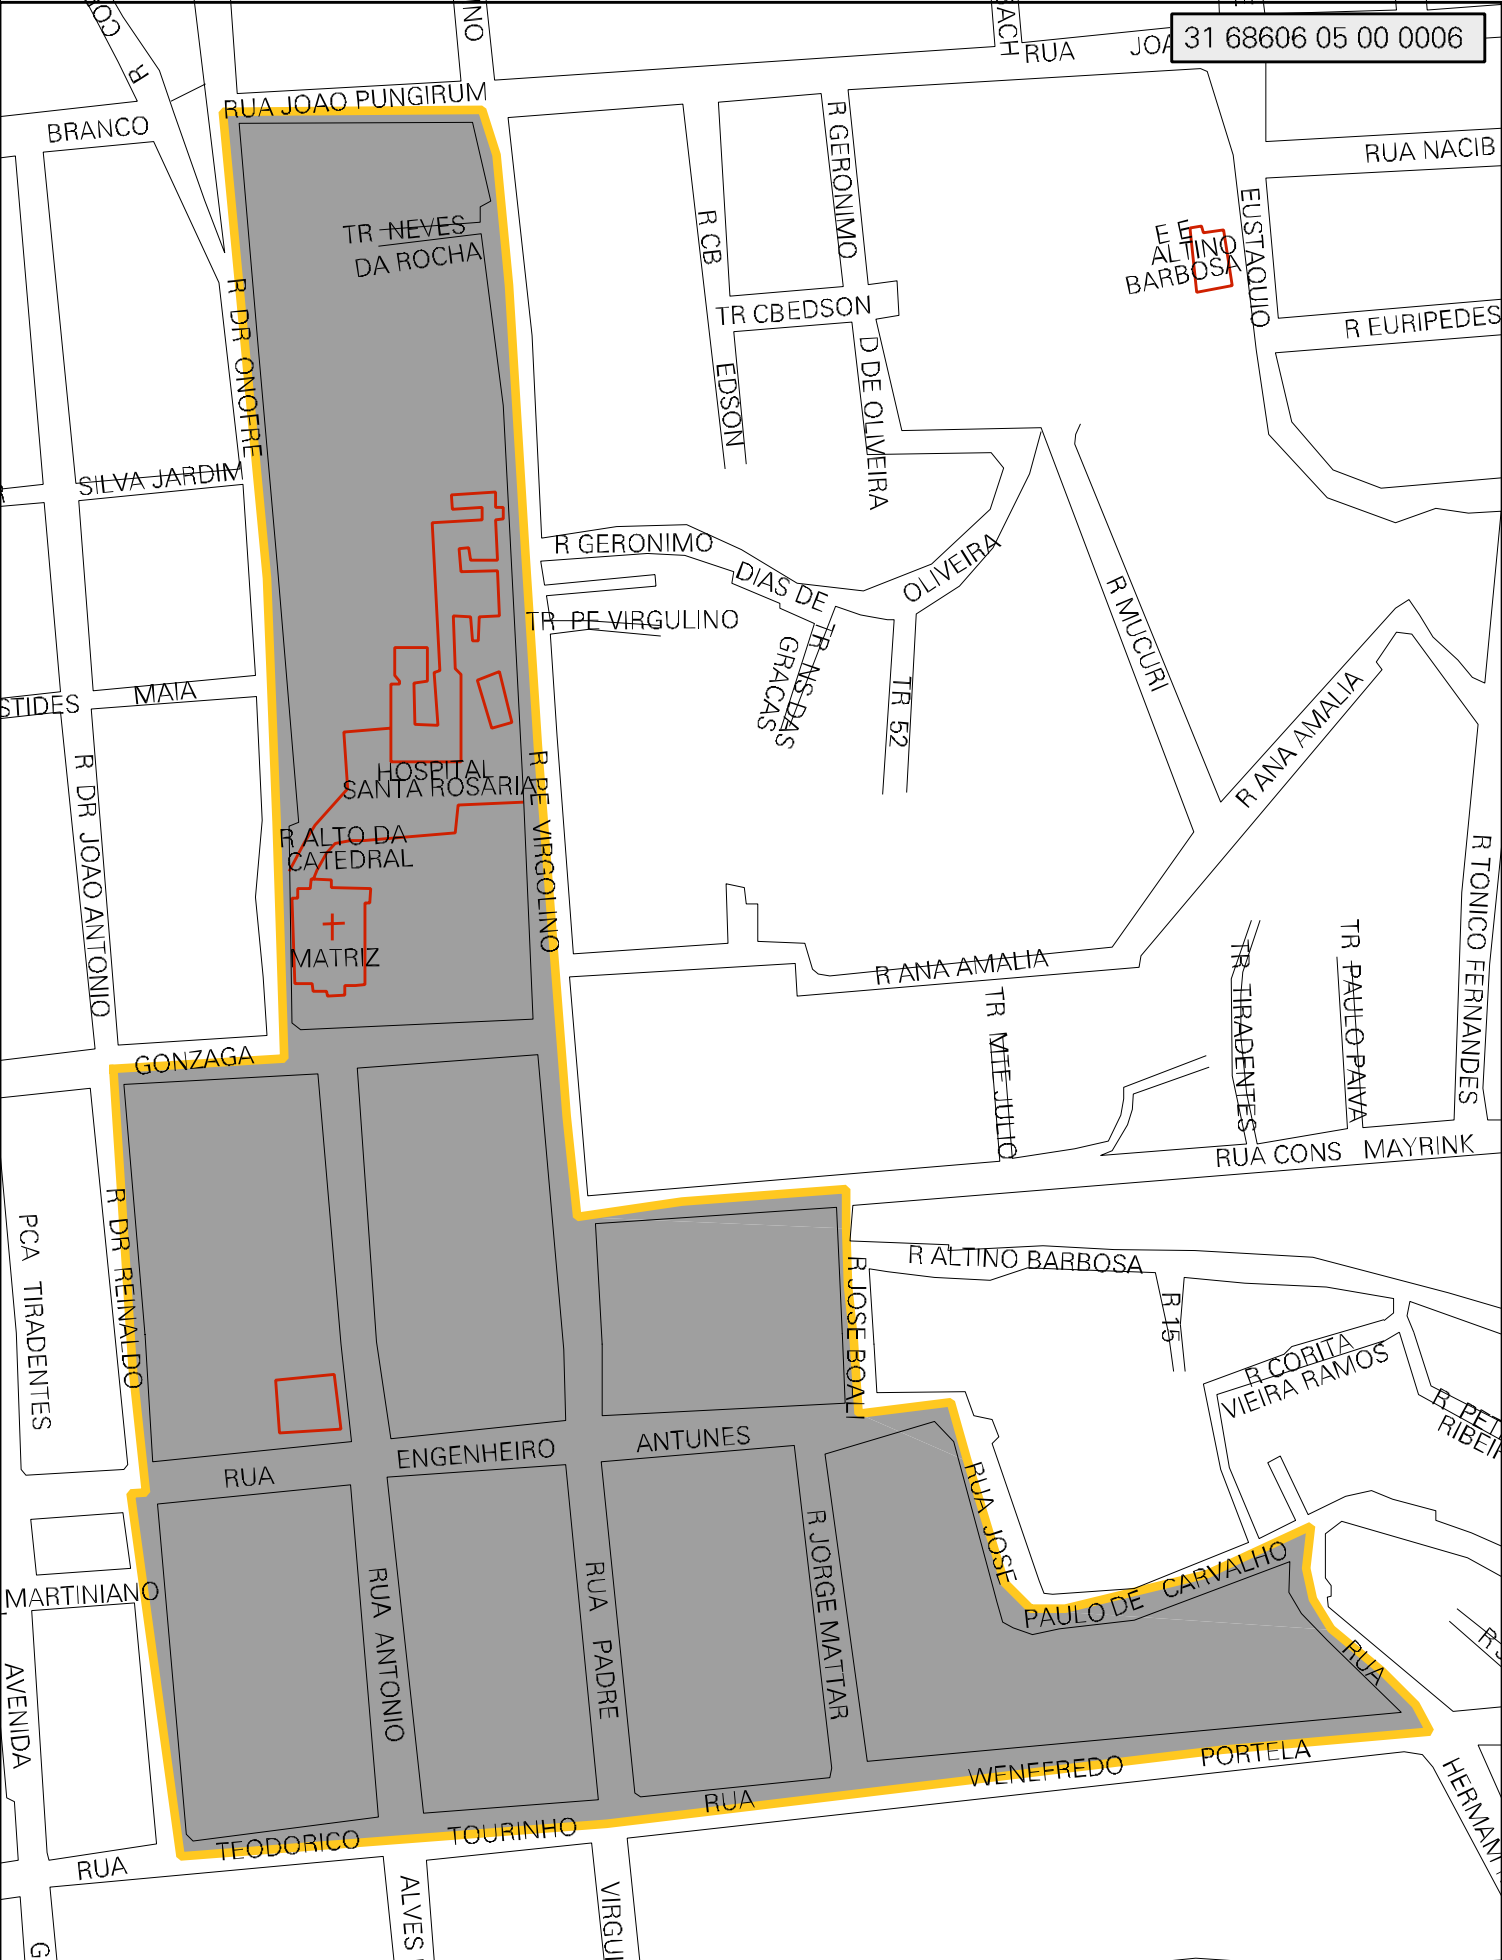 31 68606 05 00 0006
RUA JOA
R
RUA JOAO PUNGIRUM
BRANCO
RUA NACIB
R GERONIMO
D DE OLIVEIRA
R CB
EDSON
TR NEVES
DA ROCHA
E E
ALTINO
BARBOSA
EUSTAQUIO
TR CBEDSON
R EURIPEDES
R DR ONOFRE
SILVA JARDIM
R GERONIMO
DIAS DE
OLIVEIRA
R MUCURI
TR PE VIRGULINO
TR NS DAS
GRACAS
TR 52
R ANA AMALIA
STIDES
MAIA
HOSPITAL
SANTA ROSARIA
R PE VIRGOLINO
R DR JOAO ANTONIO
R ALTO DA
CATEDRAL
MATRIZ
R TONICO FERNANDES
R ANA AMALIA
TR MTE JULIO
TR TIRADENTES
TR PAULO PAIVA
GONZAGA
RUA CONS MAYRINK
R DR REINALDO
PCA TIRADENTES
R ALTINO BARBOSA
R JOSE BOALI
R 15
R CORITA
VIEIRA RAMOS
R PET
RIBEIR
RUA ENGENHEIRO ANTUNES
RUA JOSE
PAULO DE CARVALHO
R JORGE MATTAR
MARTINIANO
RUA ANTONIO
RUA PADRE
RUA
AVENIDA
WENEFREDO PORTELA
RUA
TEODORICO TOURINHO
RUA
HERMAN
ALVES
VIRGUI
G